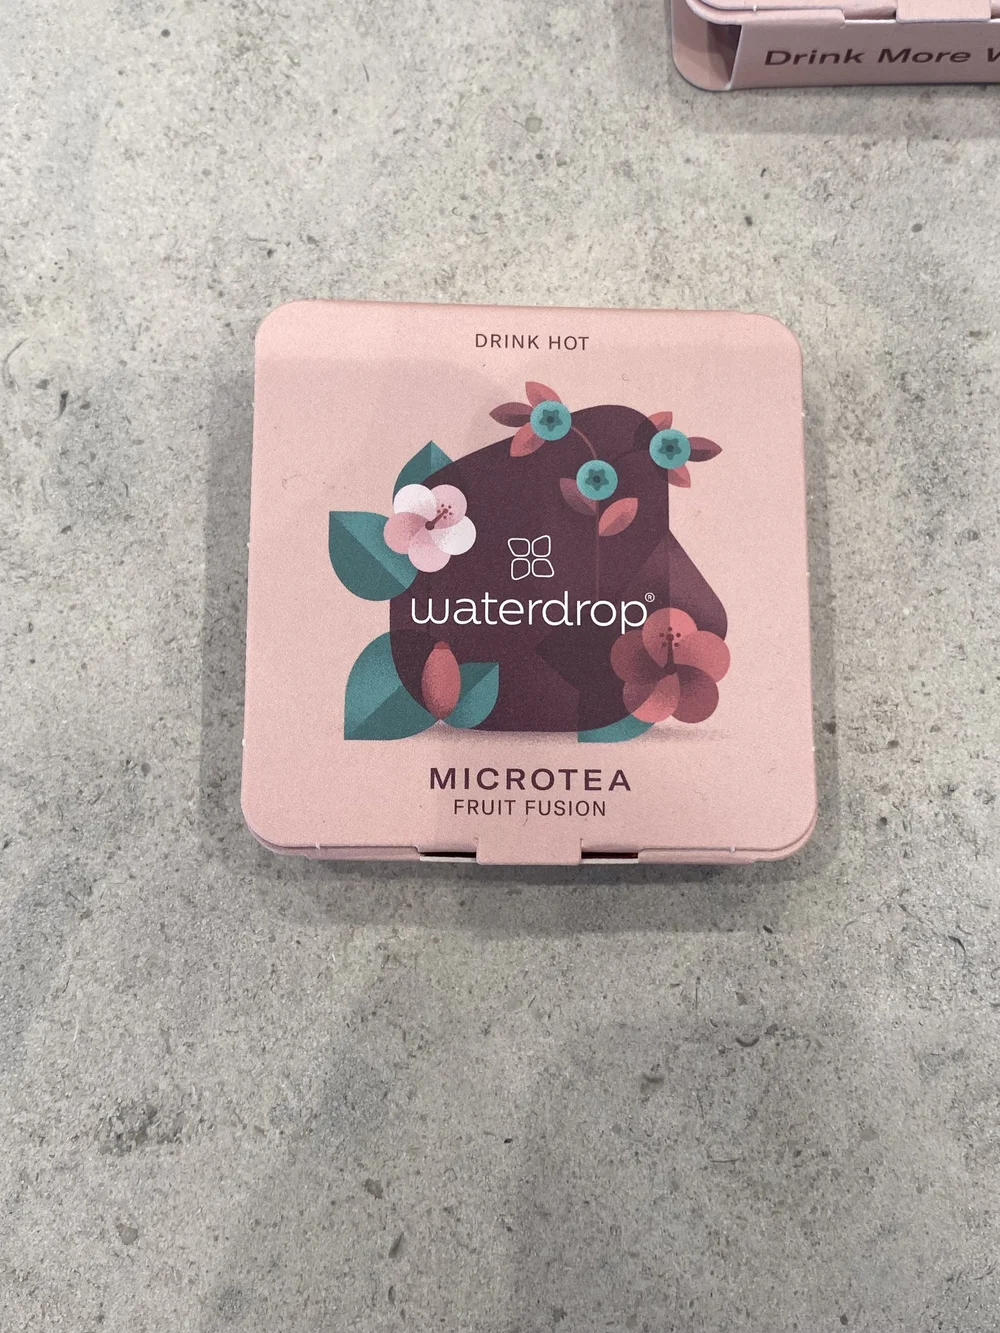 Drink More
DRINK HOT
waterdrop®
MICROTEA
FRUIT FUSION